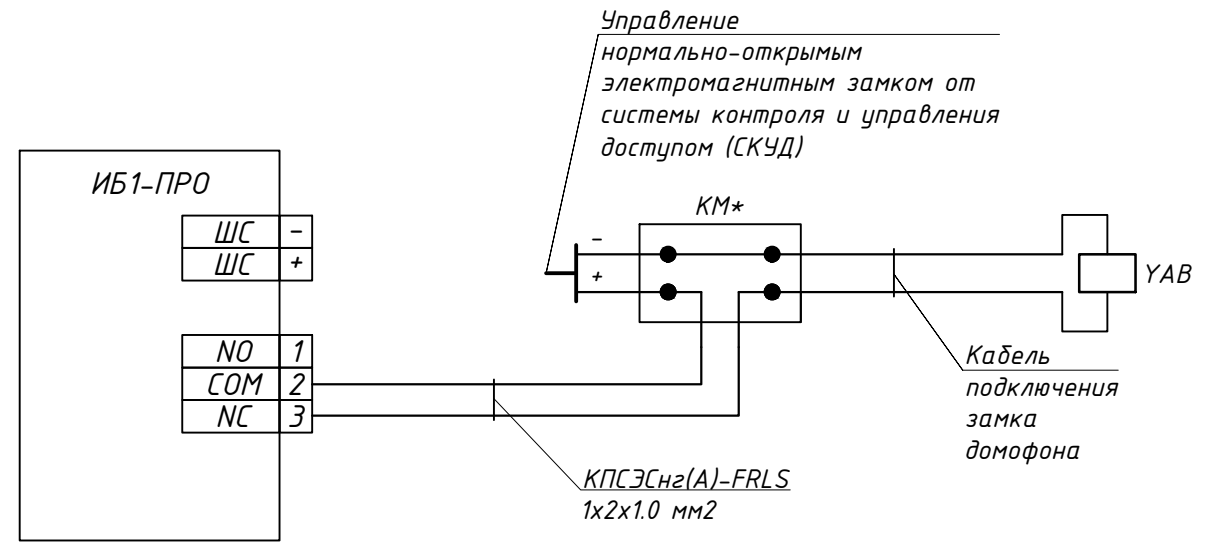 Управление
нормально-открымым
электромагнитным замком от
системы контроля и управления
доступом (СКУД)
ИБ1-ПРО
КМ*
ШС -
ШС +
-
+
YAB
NO 1
COM 2
NC 3
Кабель
подключения
замка
домофона
КПСЭСнг(А)-FRLS
1х2х1.0 мм2